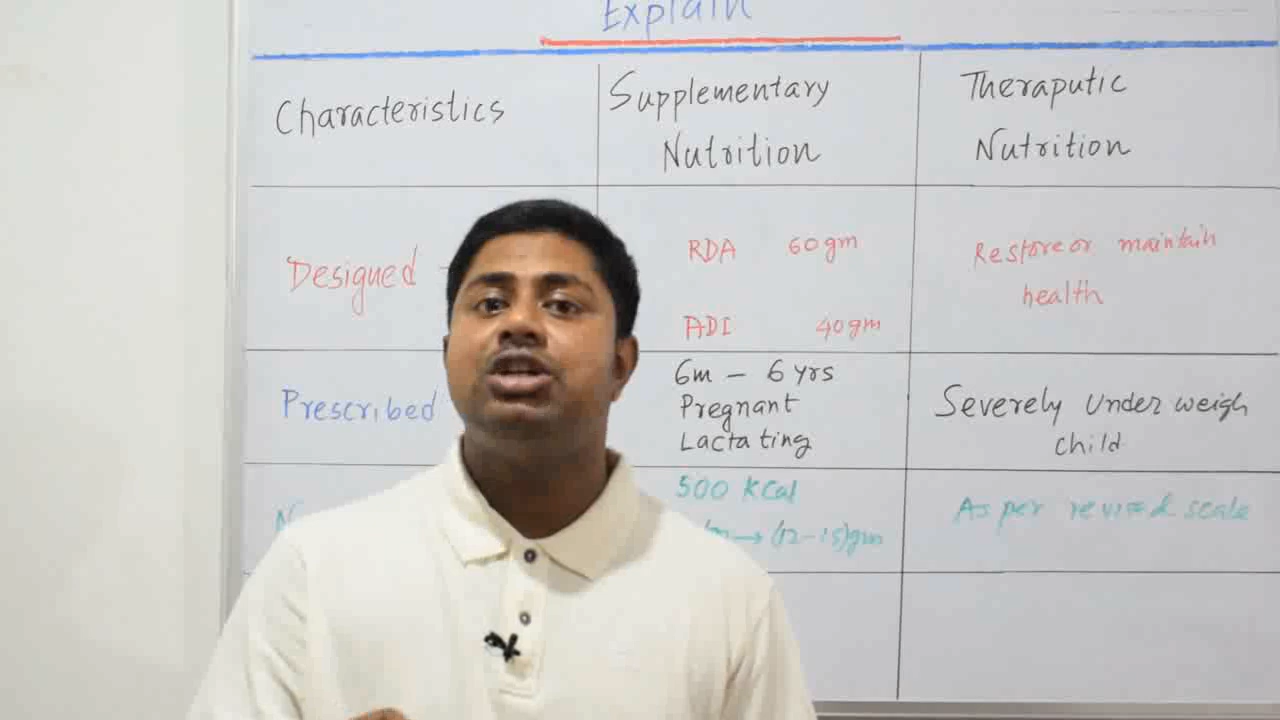 Explain
Characteristics
Supplementary
Nutrition
Theraputic
Nutrition
Designed
RDA 60gm
ADI 40gm
Restore or maintain
health
Prescribed
6m – 6 yrs
Pregnant
Lactating
Severely Under weigh
child
500 KCal
→ (12-15)gm
As per revised scale